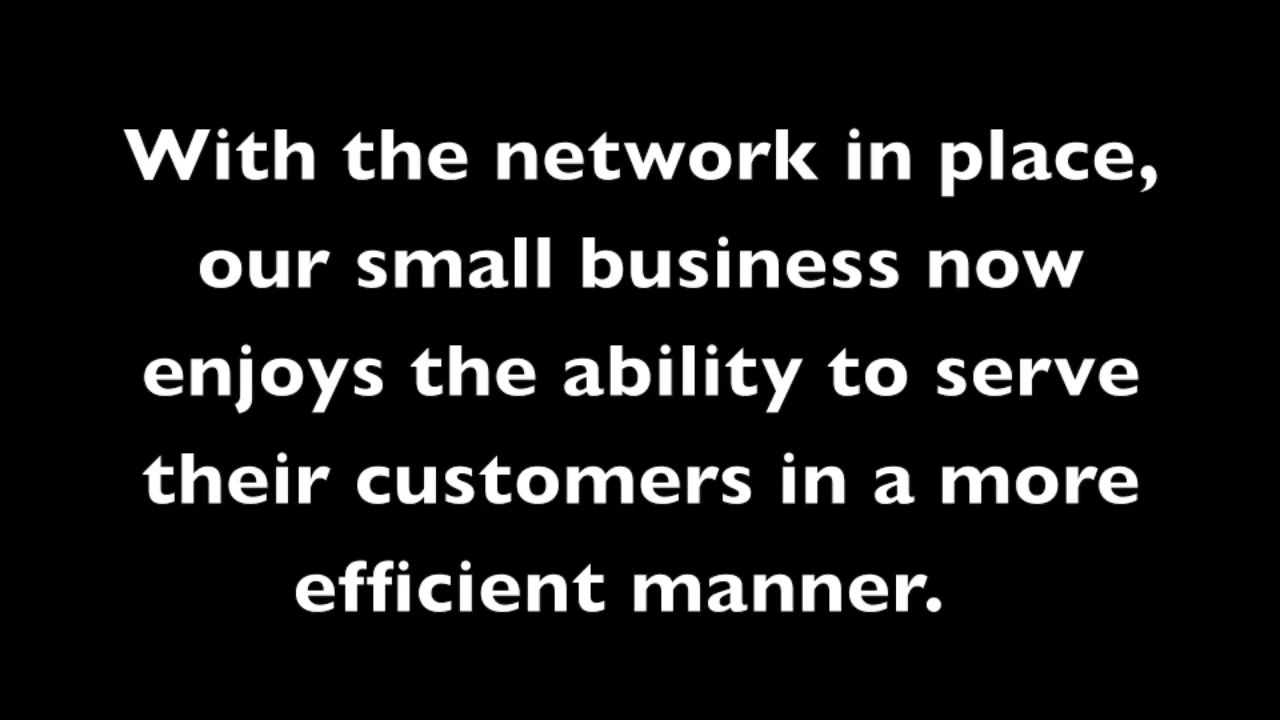 With the network in place,
our small business now
enjoys the ability to serve
their customers in a more
efficient manner.